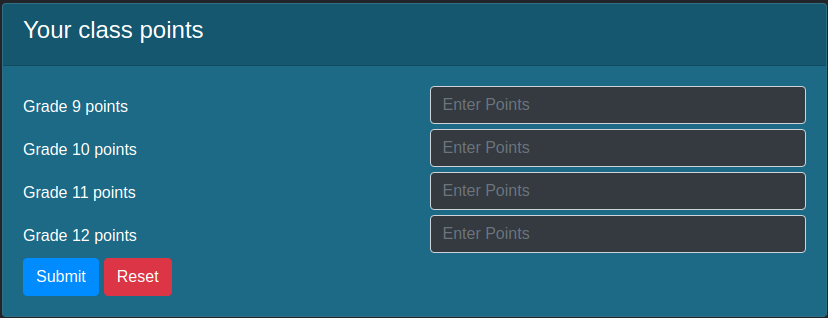 Your class points
Grade 9 points Enter Points
Grade 10 points Enter Points
Grade 11 points Enter Points
Grade 12 points Enter Points
Submit Reset